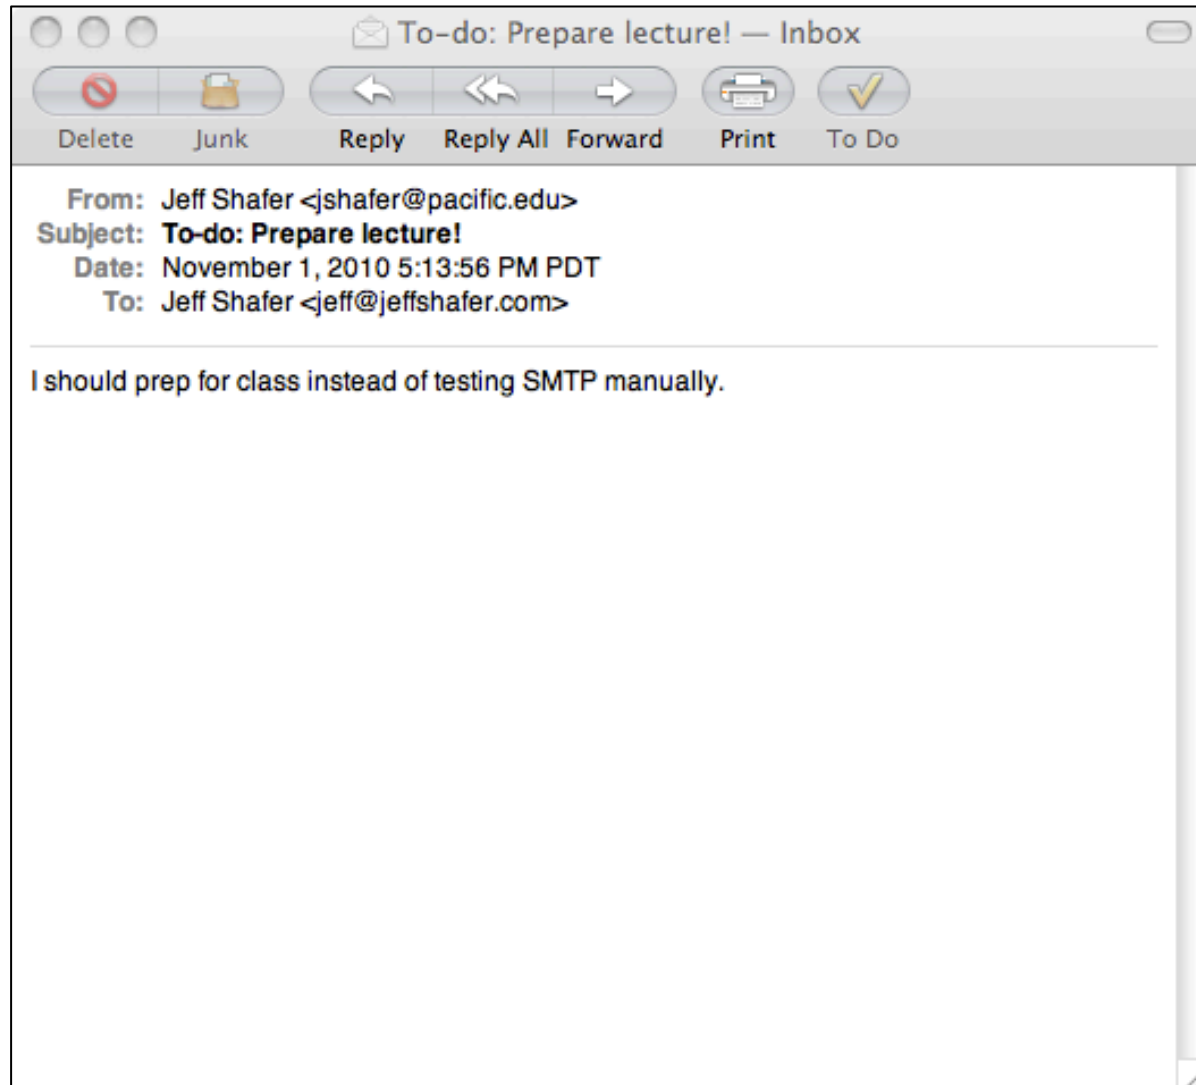 To-do: Prepare lecture! — Inbox
Delete Junk Reply Reply All Forward Print To Do
From: Jeff Shafer <jshafer@pacific.edu>
Subject: To-do: Prepare lecture!
Date: November 1, 2010 5:13:56 PM PDT
To: Jeff Shafer <jeff@jeffshafer.com>
I should prep for class instead of testing SMTP manually.